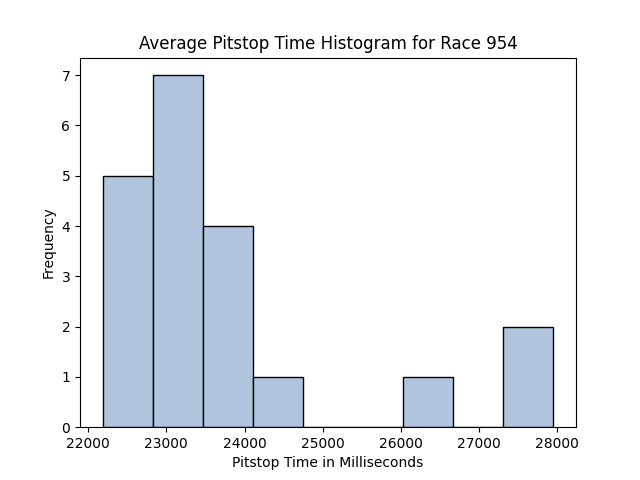 Average Pitstop Time Histogram for Race 954
7
6
5
4
3
2
1
0
Frequency
22000 23000 24000 25000 26000 27000 28000
Pitstop Time in Milliseconds